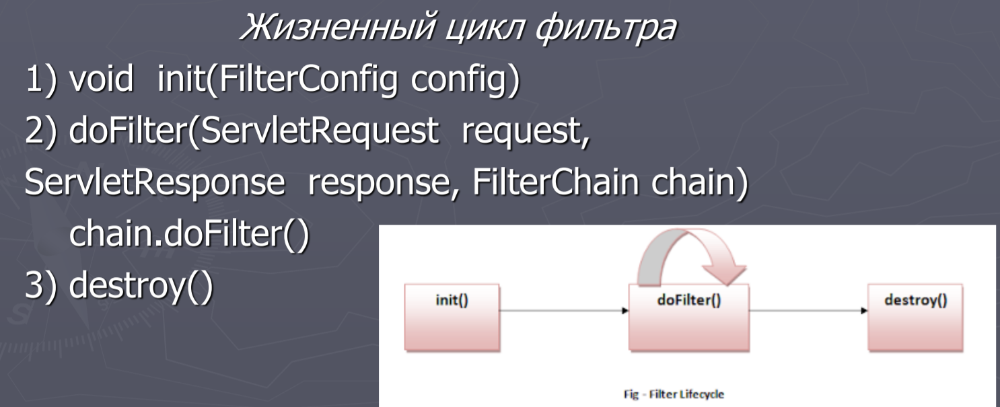 Жизненный цикл фильтра
1) void init(FilterConfig config)
2) doFilter(ServletRequest request,
ServletResponse response, FilterChain chain)
chain.doFilter()
3) destroy()
init()
doFilter()
destroy()
Fig - Filter Lifecycle